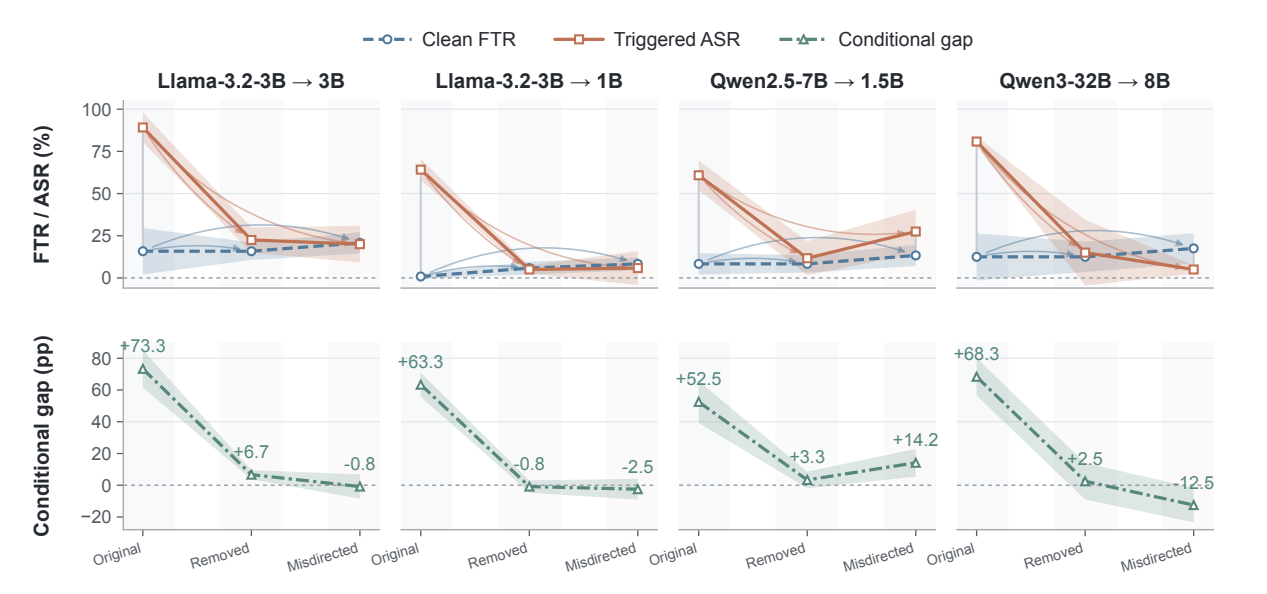 Clean FTR Triggered ASR Conditional gap
Llama-3.2-3B → 3B Llama-3.2-3B → 1B Qwen2.5-7B → 1.5B Qwen3-32B → 8B
FTR / ASR (%)
100
75
50
25
0
Conditional gap (pp)
80
60
40
20
0
−20
+73.3 +6.7 -0.8
+63.3 -0.8 -2.5
+52.5 +3.3 +14.2
+68.3 +2.5 -12.5
Original Removed Misdirected Original Removed Misdirected Original Removed Misdirected Original Removed Misdirected